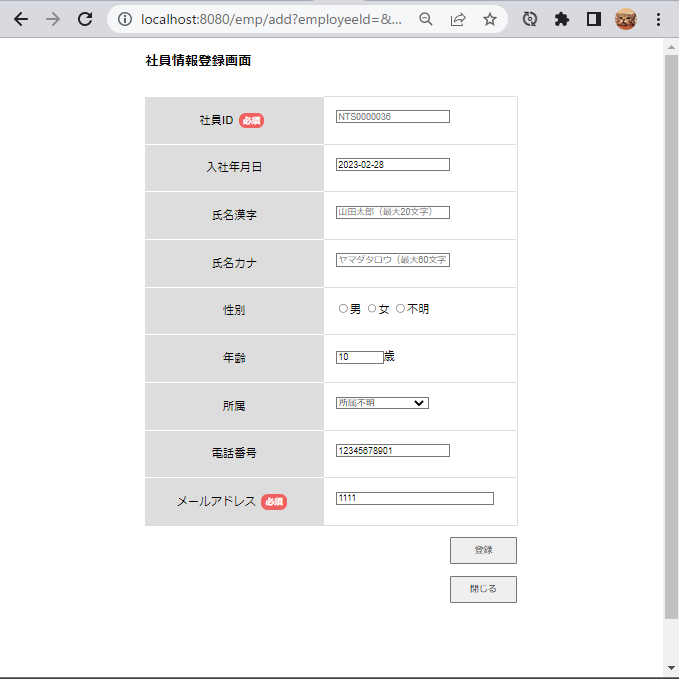 localhost:8080/emp/add?employeeId=&...
社員情報登録画面
社員ID 必須 NTS0000036
入社年月日 2023-02-28
氏名漢字 山田太郎（最大20文字）
氏名カナ ヤマダタロウ（最大60文字
性別 男 女 不明
年齢 10 歳
所属 所属不明
電話番号 12345678901
メールアドレス 必須 1111
登録
閉じる